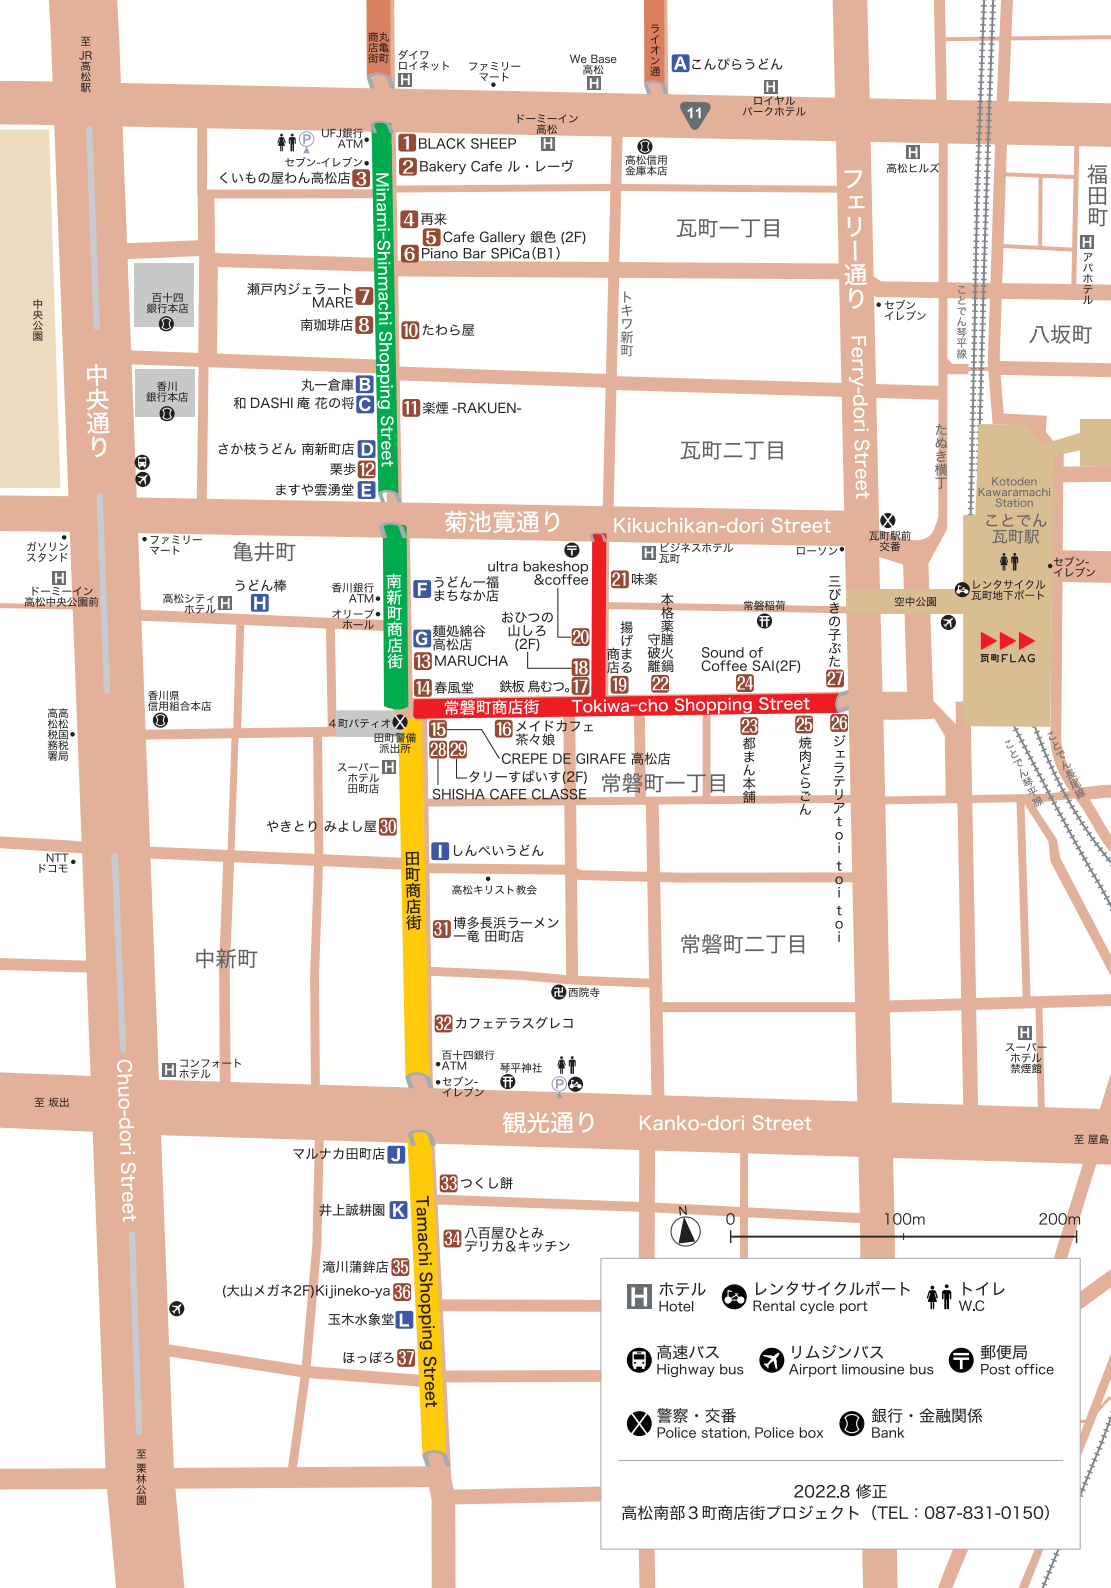 至 JR高松駅
丸亀町
商店街
ダイワ
ロイネット
ファミリー
マート
We Base
高松
ライオン通
A こんぴらうどん
ロイヤル
パークホテル
11
ドーミーイン
高松
UFJ銀行
ATM
P
セブン-イレブン
1 BLACK SHEEP
2 Bakery Cafe ル・レーヴ
くいもの屋わん高松店 3
高松信用
金庫本店
高松ヒルズ
福田町
アパホテル
4 再来
5 Cafe Gallery 銀色 (2F)
6 Piano Bar SPiCa(B1)
瓦町一丁目
フェリー通り Ferry-dori Street
Minami-Shinmachi Shopping Street
百十四
銀行本店
瀬戸内ジェラート
MARE 7
南珈琲店 8
10 たわら屋
トキワ新町
セブン
イレブン
ことでん琴平線
八坂町
中央公園
中央通り
香川
銀行本店
丸一倉庫 B
和 DASHI 庵 花の将 C
11 楽煙 -RAKUEN-
さか枝うどん 南新町店 D
栗歩 12
ますや雲湧堂 E
瓦町二丁目
たぬき横丁
Kotoden
Kawaramachi
Station
ことでん
瓦町駅
菊池寛通り Kikuchikan-dori Street
瓦町駅前
交番
ガソリン
スタンド
ファミリー
マート
亀井町
ドーミーイン
高松中央公園前
高松シティ
ホテル
うどん棒
H
香川銀行
ATM
オリーブ
ホール
南新町商店街
F うどん一福
まちなか店
ultra bakeshop
&coffee
ビジネスホテル
瓦町
ローソン
21 味楽
セブン-
イレブン
レンタサイクル
瓦町地下ポート
空中公園
瓦町FLAG
G 麺処綿谷
高松店
おひつの
山しろ
(2F)
20
18
13 MARUCHA
14 春風堂
鉄板 鳥むつ。17
揚げまる
商店
19
本格薬膳火鍋
守破離
22
高松稲荷
Sound of
Coffee SAI(2F)
24
三びきの子ぶた
27
常磐町商店街 Tokiwa-cho Shopping Street
香川県
信用組合本店
高松国税局
高松税務署
4町パティオ
田町警備
派出所
スーパー
ホテル
田町店
15
16 メイドカフェ
茶々娘
CREPE DE GIRAFE 高松店
28 29
タリーすぱいす(2F)
SHISHA CAFE CLASSE
常磐町一丁目
23
都まん本舗
25
焼肉どらごん
26
ジェラテリアtoi toi toi
ことでん琴平線
ことでん長尾線
やきとり みよし屋 30
NTT
ドコモ
I しんぺいうどん
高松キリスト教会
田町商店街
31 博多長浜ラーメン
一竜 田町店
常磐町二丁目
中新町
西院寺
32 カフェテラスグレコ
百十四銀行
ATM
セブン-
イレブン
琴平神社
P
スーパー
ホテル
禁煙館
コンフォート
ホテル
至 坂出
Chuo-dori Street
観光通り Kanko-dori Street
至 屋島
マルナカ田町店 J
33 つくし餅
井上誠耕園 K
34 八百屋ひとみ
デリカ＆キッチン
Tamachi Shopping Street
滝川蒲鉾店 35
(大山メガネ2F)Kijineko-ya 36
玉木水象堂 L
ほっぽろ 37
至 栗林公園
N
0 100m 200m
H ホテル
Hotel
レンタサイクルポート
Rental cycle port
トイレ
W.C
高速バス
Highway bus
リムジンバス
Airport limousine bus
郵便局
Post office
警察・交番
Police station, Police box
銀行・金融関係
Bank
2022.8 修正
高松南部３町商店街プロジェクト（TEL：087-831-0150）